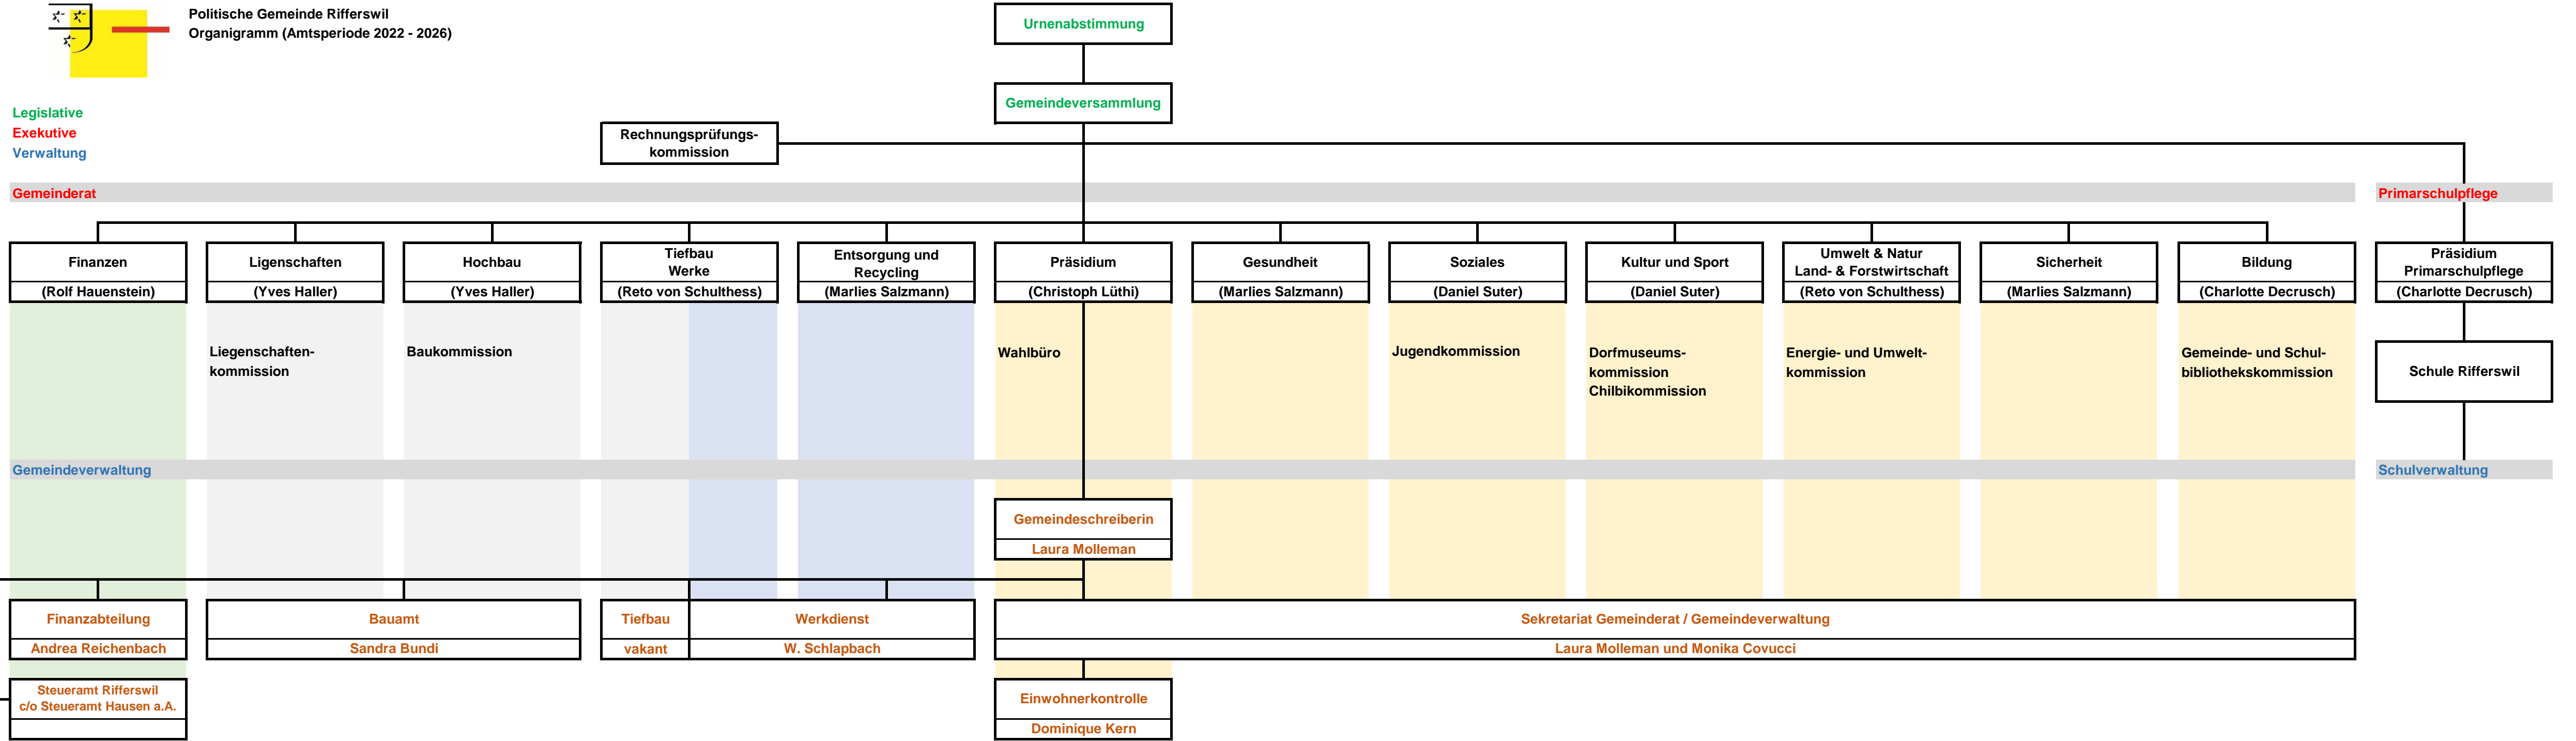 Politische Gemeinde Rifferswil
Organigramm (Amtsperiode 2022 - 2026)
Urnenabstimmung
Gemeindeversammlung
Legislative
Exekutive
Verwaltung
Rechnungsprüfungs-
kommission
Gemeinderat
Primarschulpflege
Finanzen
(Rolf Hauenstein)
Ligenschaften
(Yves Haller)
Hochbau
(Yves Haller)
Tiefbau
Werke
(Reto von Schulthess)
Entsorgung und
Recycling
(Marlies Salzmann)
Präsidium
(Christoph Lüthi)
Gesundheit
(Marlies Salzmann)
Soziales
(Daniel Suter)
Kultur und Sport
(Daniel Suter)
Umwelt & Natur
Land- & Forstwirtschaft
(Reto von Schulthess)
Sicherheit
(Marlies Salzmann)
Bildung
(Charlotte Decrusch)
Präsidium
Primarschulpflege
(Charlotte Decrusch)
Liegenschaften-
kommission
Baukommission
Wahlbüro
Jugendkommission
Dorfmuseums-
kommission
Chilbikommission
Energie- und Umwelt-
kommission
Gemeinde- und Schul-
bibliothekskommission
Schule Rifferswil
Gemeindeverwaltung
Schulverwaltung
Gemeindeschreiberin
Laura Molleman
Finanzabteilung
Andrea Reichenbach
Bauamt
Sandra Bundi
Tiefbau
vakant
Werkdienst
W. Schlapbach
Sekretariat Gemeinderat / Gemeindeverwaltung
Laura Molleman und Monika Covucci
Steueramt Rifferswil
c/o Steueramt Hausen a.A.
Einwohnerkontrolle
Dominique Kern